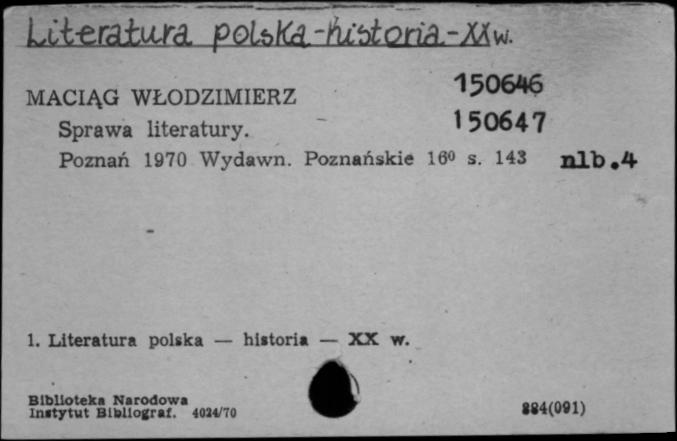 Literatura polska-historia-XXw.
150646
MACIĄG WŁODZIMIERZ
150647
Sprawa literatury.
Poznań 1970 Wydawn. Poznańskie 16⁰ s. 143 nlb.4
1. Literatura polska — historia — XX w.
Biblioteka Narodowa
Instytut Bibliograf. 4024/70
884(091)